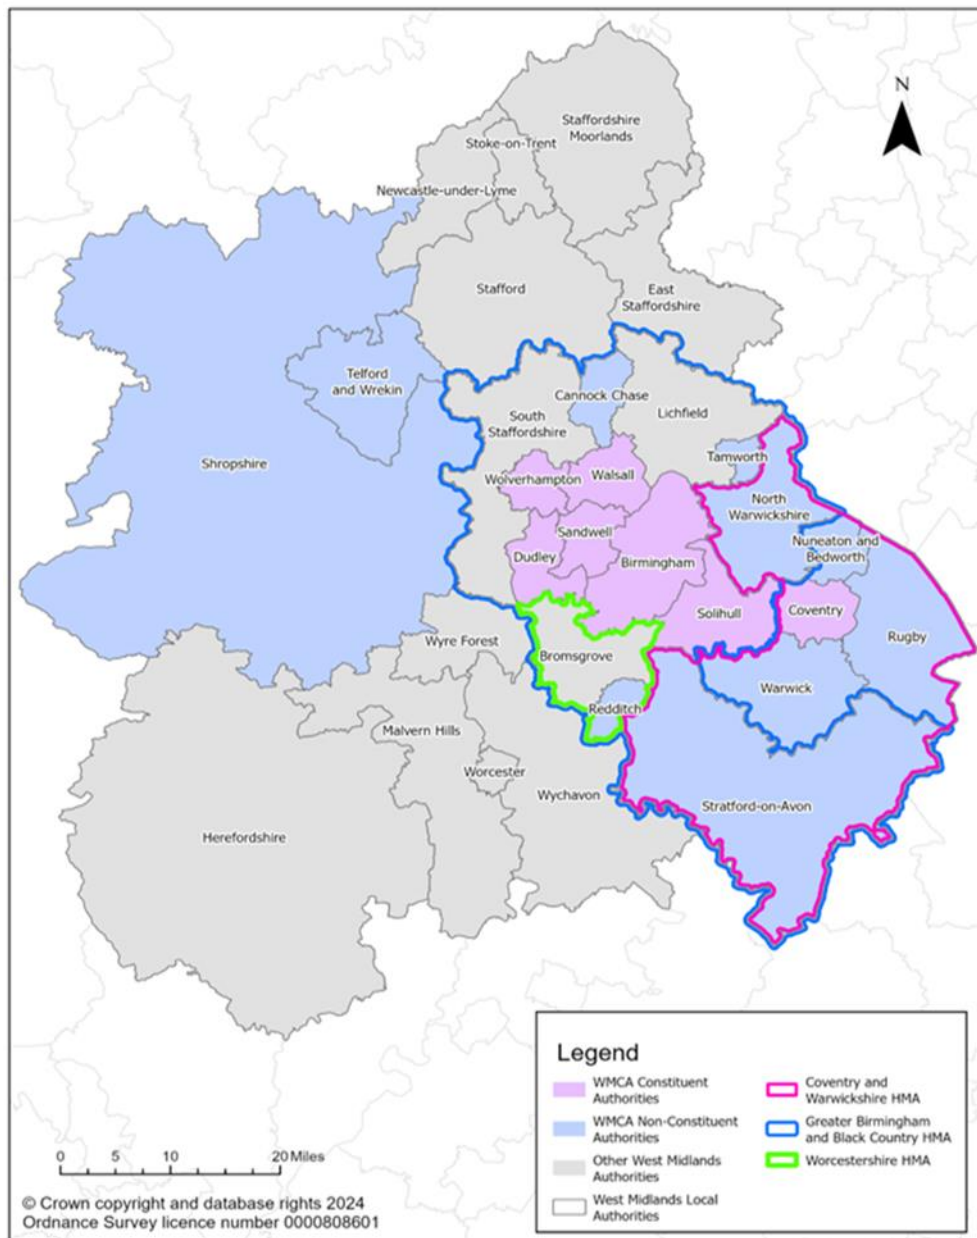 N
Staffordshire
Moorlands
Stoke-on-Trent
Newcastle-under-Lyme
Stafford
East
Staffordshire
Telford
and Wrekin
Cannock Chase
South
Staffordshire
Lichfield
Shropshire
Tamworth
Wolverhampton
Walsall
North
Warwickshire
Sandwell
Nuneaton and
Bedworth
Dudley
Birmingham
Solihull
Coventry
Rugby
Wyre Forest
Bromsgrove
Warwick
Redditch
Malvern Hills
Worcester
Wychavon
Stratford-on-Avon
Herefordshire
Legend
WMCA Constituent
Authorities
WMCA Non-Constituent
Authorities
Other West Midlands
Authorities
West Midlands Local
Authorities
Coventry and
Warwickshire HMA
Greater Birmingham
and Black Country HMA
Worcestershire HMA
0 5 10 20 Miles
© Crown copyright and database rights 2024
Ordnance Survey licence number 0000808601